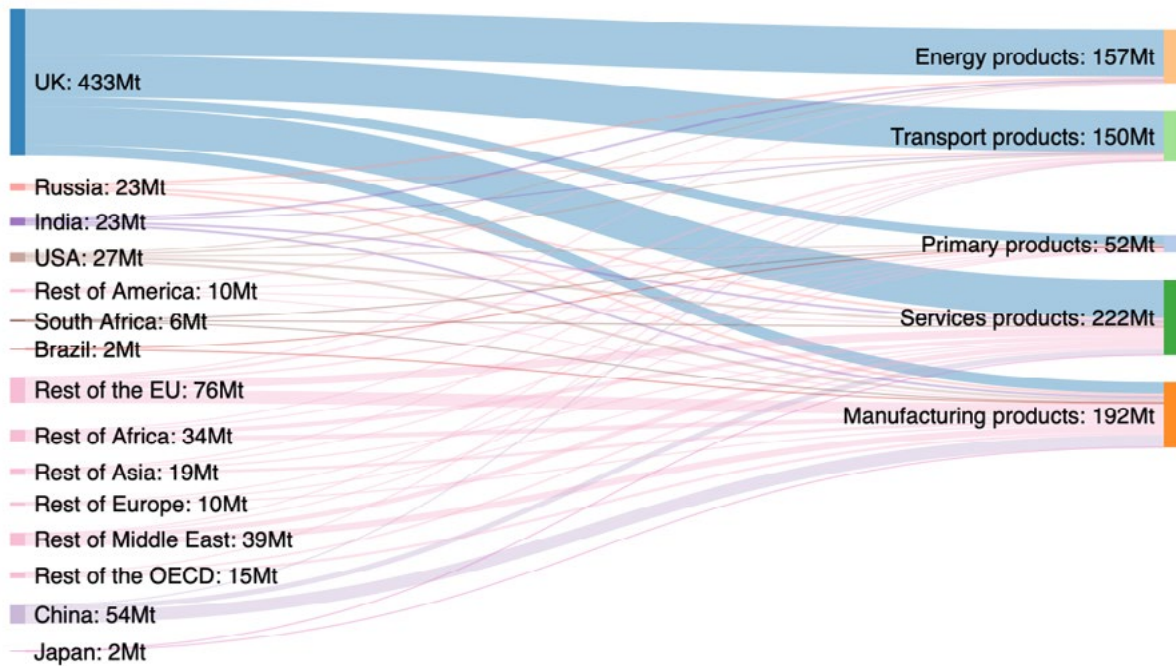 UK: 433Mt
Russia: 23Mt
India: 23Mt
USA: 27Mt
Rest of America: 10Mt
South Africa: 6Mt
Brazil: 2Mt
Rest of the EU: 76Mt
Rest of Africa: 34Mt
Rest of Asia: 19Mt
Rest of Europe: 10Mt
Rest of Middle East: 39Mt
Rest of the OECD: 15Mt
China: 54Mt
Japan: 2Mt
Energy products: 157Mt
Transport products: 150Mt
Primary products: 52Mt
Services products: 222Mt
Manufacturing products: 192Mt